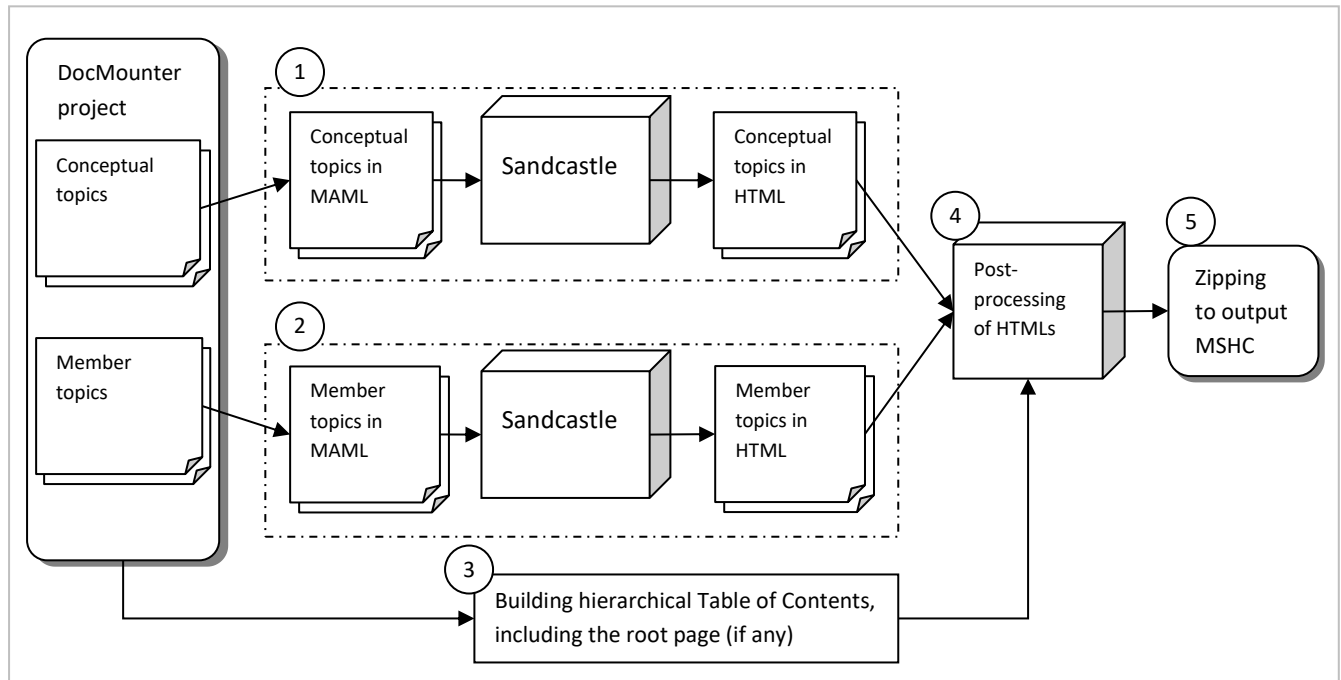 DocMounter
project
Conceptual
topics
Member
topics
1
Conceptual
topics in
MAML
Sandcastle
Conceptual
topics in
HTML
2
Member
topics in
MAML
Sandcastle
Member
topics in
HTML
3
Building hierarchical Table of Contents,
including the root page (if any)
4
Post-
processing
of HTMLs
5
Zipping
to output
MSHC